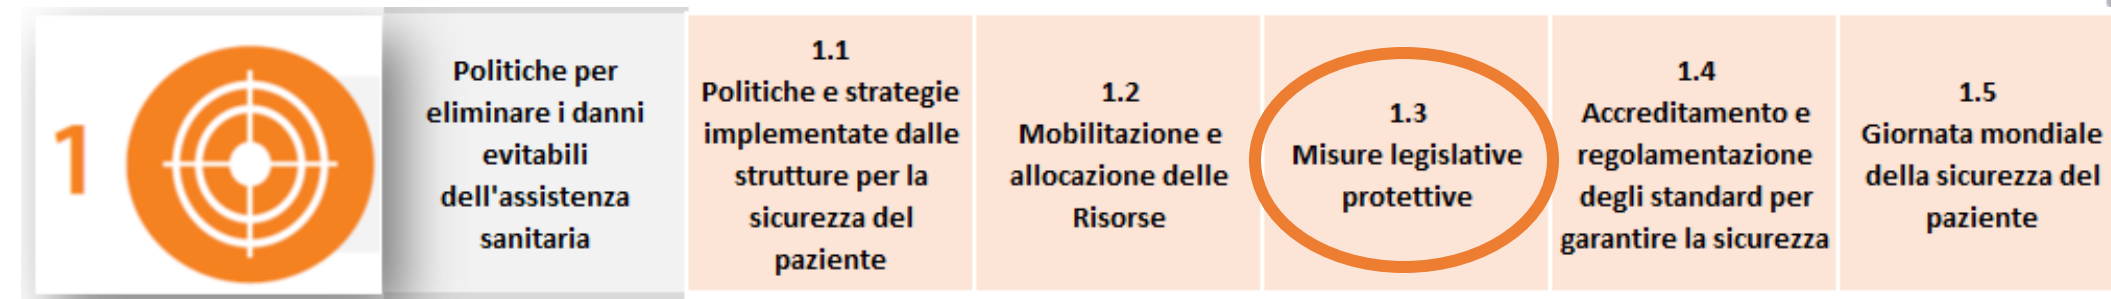 1
Politiche per
eliminare i danni
evitabili
dell'assistenza
sanitaria
1.1
Politiche e strategie
implementate dalle
strutture per la
sicurezza del
paziente
1.2
Mobilitazione e
allocazione delle
Risorse
1.3
Misure legislative
protettive
1.4
Accreditamento e
regolamentazione
degli standard per
garantire la sicurezza
1.5
Giornata mondiale
della sicurezza del
paziente